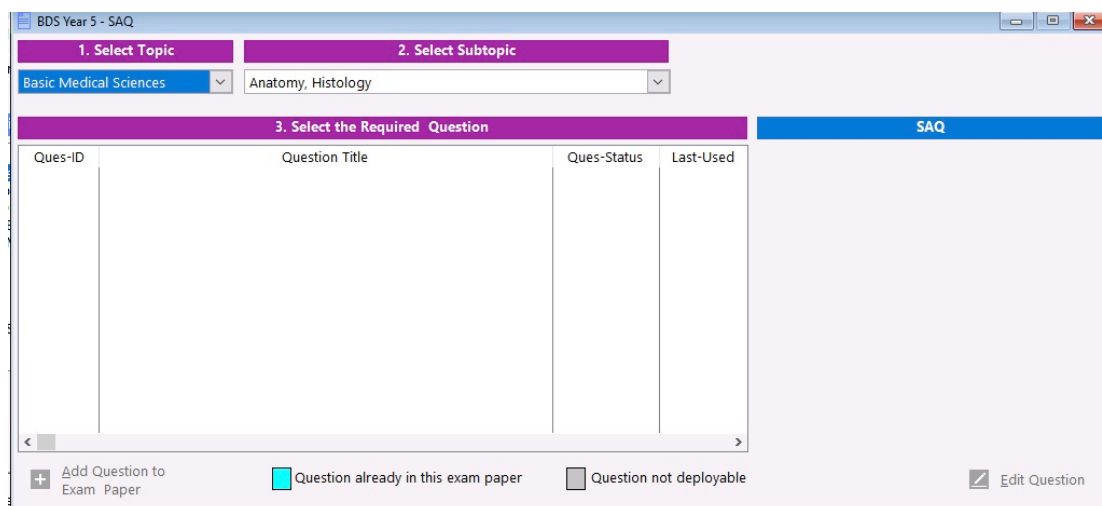 BDS Year 5 - SAQ
1. Select Topic
2. Select Subtopic
Basic Medical Sciences
Anatomy, Histology
3. Select the Required Question
SAQ
Ques-ID
Question Title
Ques-Status
Last-Used
Add Question to
Exam Paper
Question already in this exam paper
Question not deployable
Edit Question